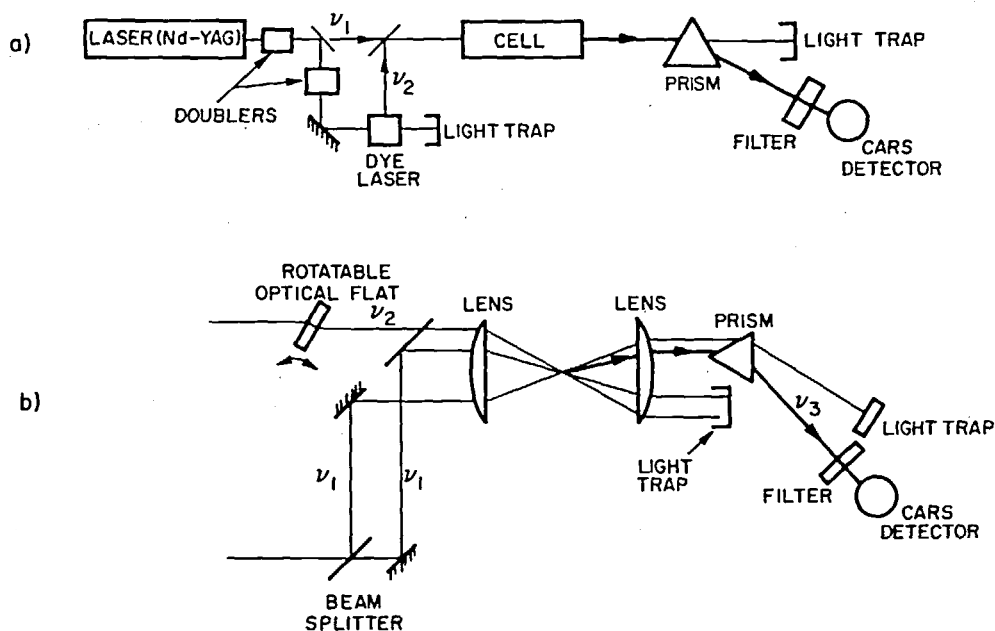 a)
LASER (Nd-YAG)
ν1
CELL
LIGHT TRAP
PRISM
ν2
DOUBLERS
LIGHT TRAP
DYE
LASER
FILTER
CARS
DETECTOR
b)
ROTATABLE
OPTICAL FLAT
ν2
LENS
LENS
PRISM
ν1
ν1
ν3
LIGHT TRAP
LIGHT
TRAP
FILTER
CARS
DETECTOR
BEAM
SPLITTER